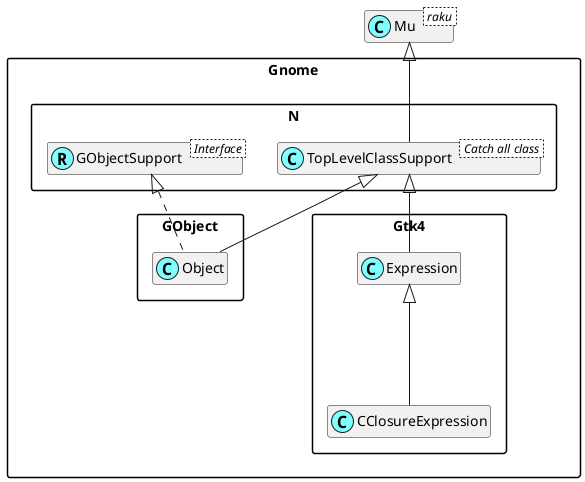 C Mu raku
Gnome
N
R GObjectSupport Interface
C TopLevelClassSupport Catch all class
GObject
Gtk4
C Object
C Expression
C CClosureExpression